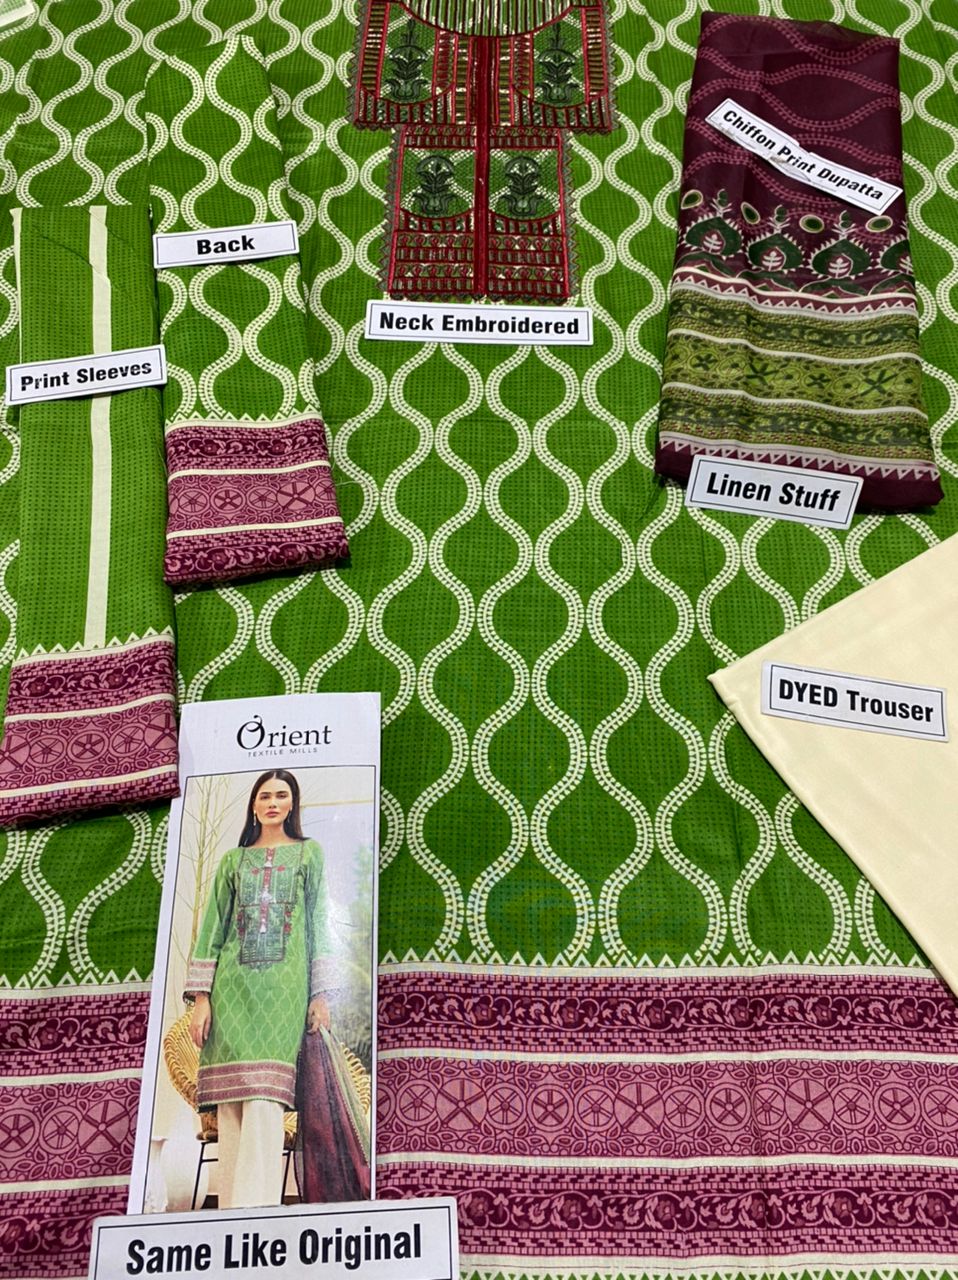 Chiffon Print Dupatta
Back
Neck Embroidered
Print Sleeves
Linen Stuff
DYED Trouser
Orient
TEXTILE MILLS
Same Like Original